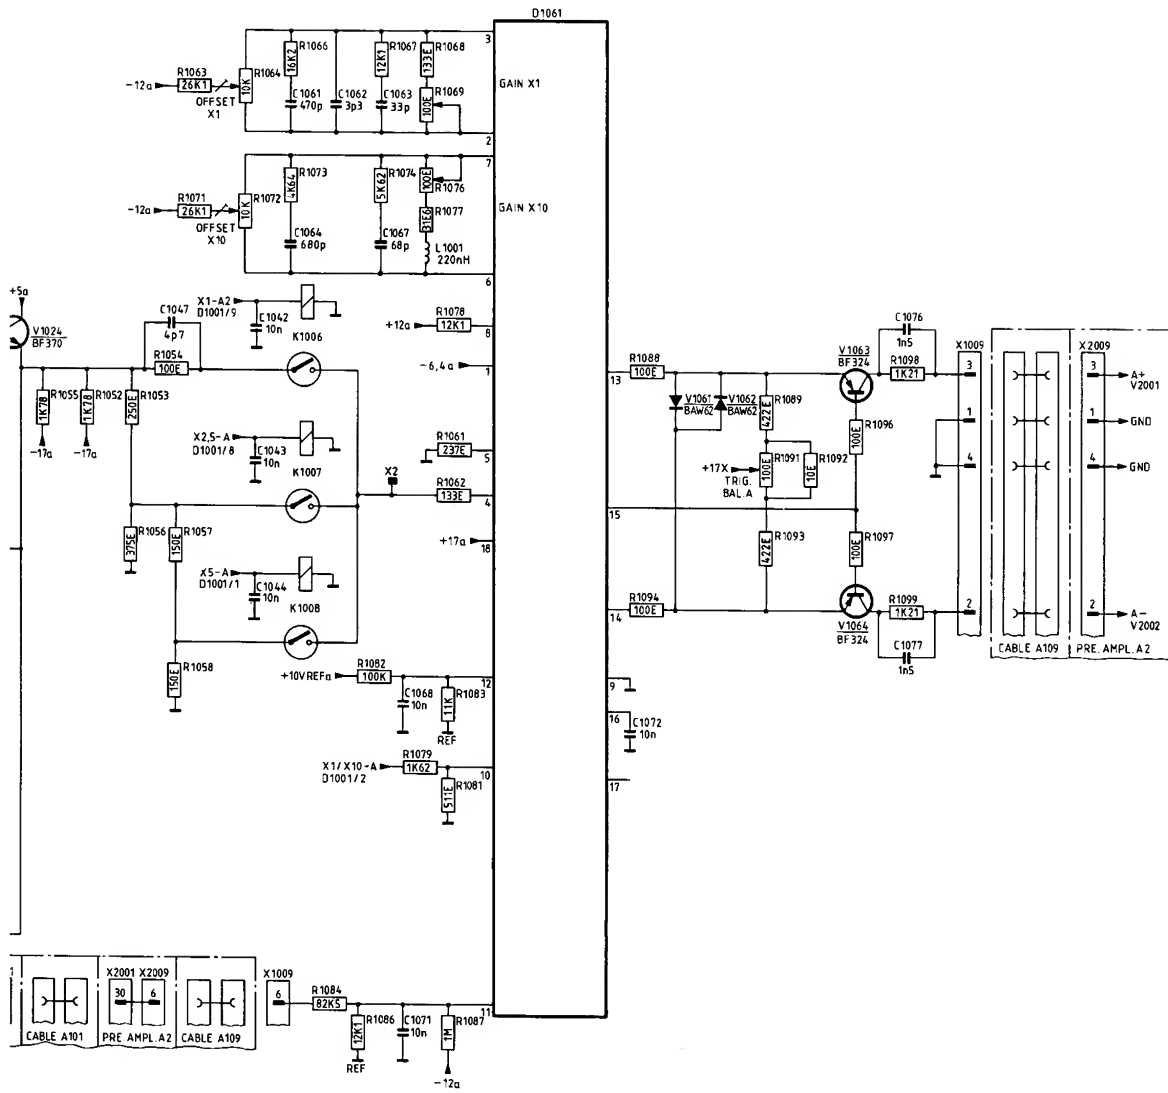 D1061
3
R1066
16K2
R1067
12K1
R1068
133E
R1063
-12a
26K1
R1064
10K
OFFSET
X1
C1061
470p
C1062
3p3
C1063
33p
R1069
100E
GAIN X1
2
7
R1073
4K64
R1074
5K62
100E
R1076
R1071
-12a
26K1
R1072
10K
OFFSET
X10
R1077
31E6
GAIN X10
C1064
680p
C1067
68p
L1001
220nH
6
+5a
V1024
BF370
X1-A2
D1001/9
C1042
10n
K1006
C1047
4p7
R1054
100E
R1078
+12a
12K1
8
-6,4a
1
R1055
1K78
R1052
1K78
R1053
250E
-17a
-17a
X2,5-A
D1001/8
C1043
10n
K1007
R1061
237E
5
X2
R1062
133E
4
R1056
375E
R1057
150E
+17a
18
X5-A
D1001/1
C1044
10n
K1008
R1058
150E
R1082
+10VREFa
100K
12
C1068
10n
R1083
11K
REF
X1/X10-A
D1001/2
R1079
1K62
10
R1081
511E
R1088
100E
13
V1061
BAW62
V1062
BAW62
R1089
422E
V1063
BF324
C1076
1n5
R1098
1K21
R1096
100E
+17X
TRIG.
BAL.A
R1091
100E
R1092
10E
15
R1093
422E
R1097
100E
R1094
100E
14
V1064
BF324
R1099
1K21
C1077
1n5
X1009
3
1
4
2
CABLE A109
X2009
3
1
4
2
PRE. AMPL. A2
A+
V2001
GND
GND
A-
V2002
9
16
C1072
10n
17
1
CABLE A101
X2001
30
X2009
6
PRE AMPL.A2
CABLE A109
X1009
6
R1084
82K5
11
R1086
12K1
REF
C1071
10n
R1087
1M
-12a